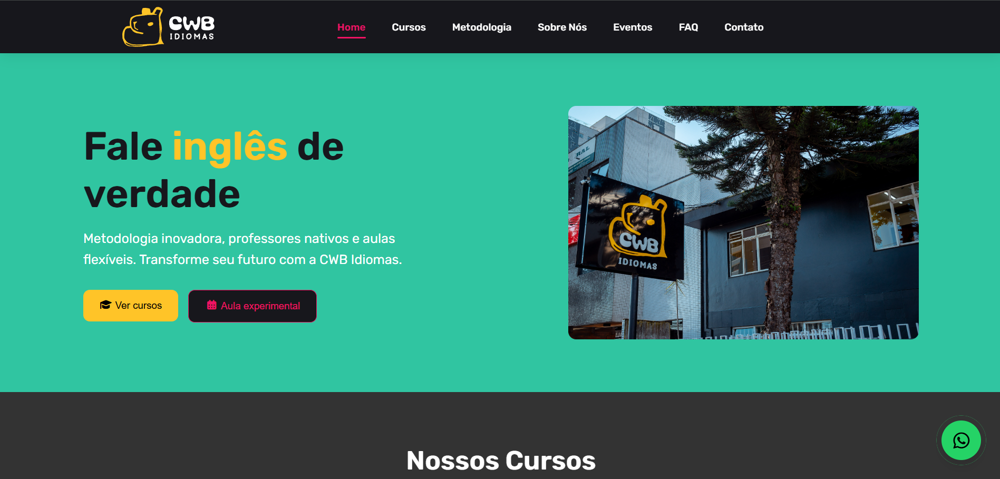 CWB
IDIOMAS
Home Cursos Metodologia Sobre Nós Eventos FAQ Contato
Fale inglês de
verdade
Metodologia inovadora, professores nativos e aulas
flexíveis. Transforme seu futuro com a CWB Idiomas.
Ver cursos Aula experimental
RAL
CWB
IDIOMAS
Nossos Cursos